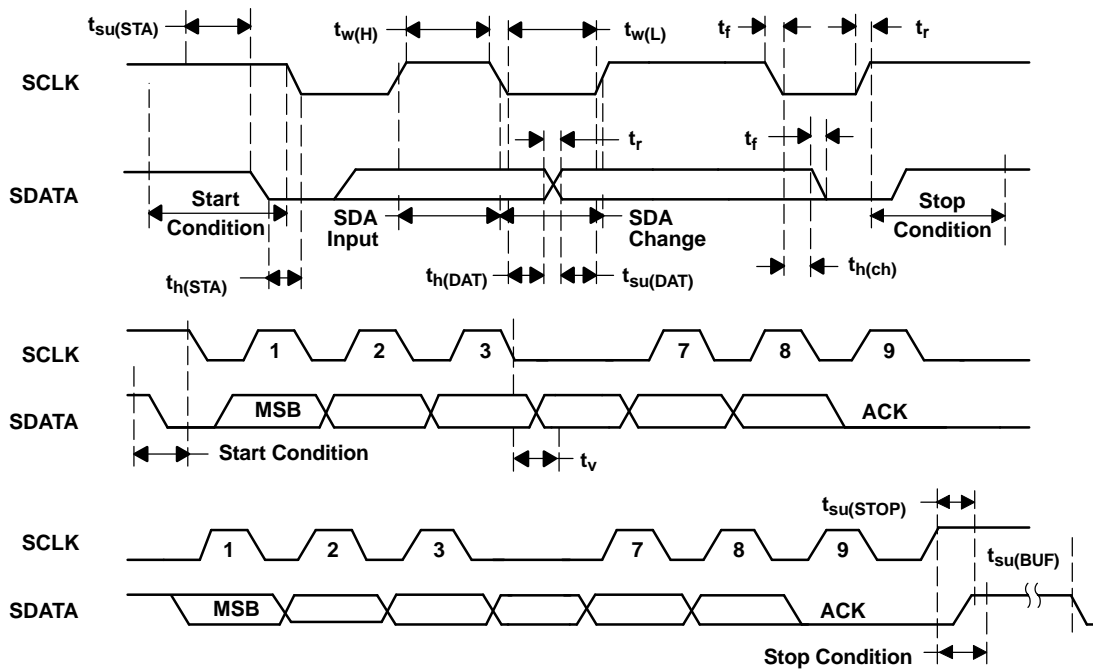 tsu(STA)
tw(H)
tw(L)
tf
tr
SCLK
tr
tf
SDATA
Start
Condition
SDA
Input
SDA
Change
Stop
Condition
th(STA)
th(DAT)
tsu(DAT)
th(ch)
SCLK
1
2
3
7
8
9
SDATA
MSB
ACK
Start Condition
tv
tsu(STOP)
SCLK
1
2
3
7
8
9
tsu(BUF)
SDATA
MSB
ACK
Stop Condition